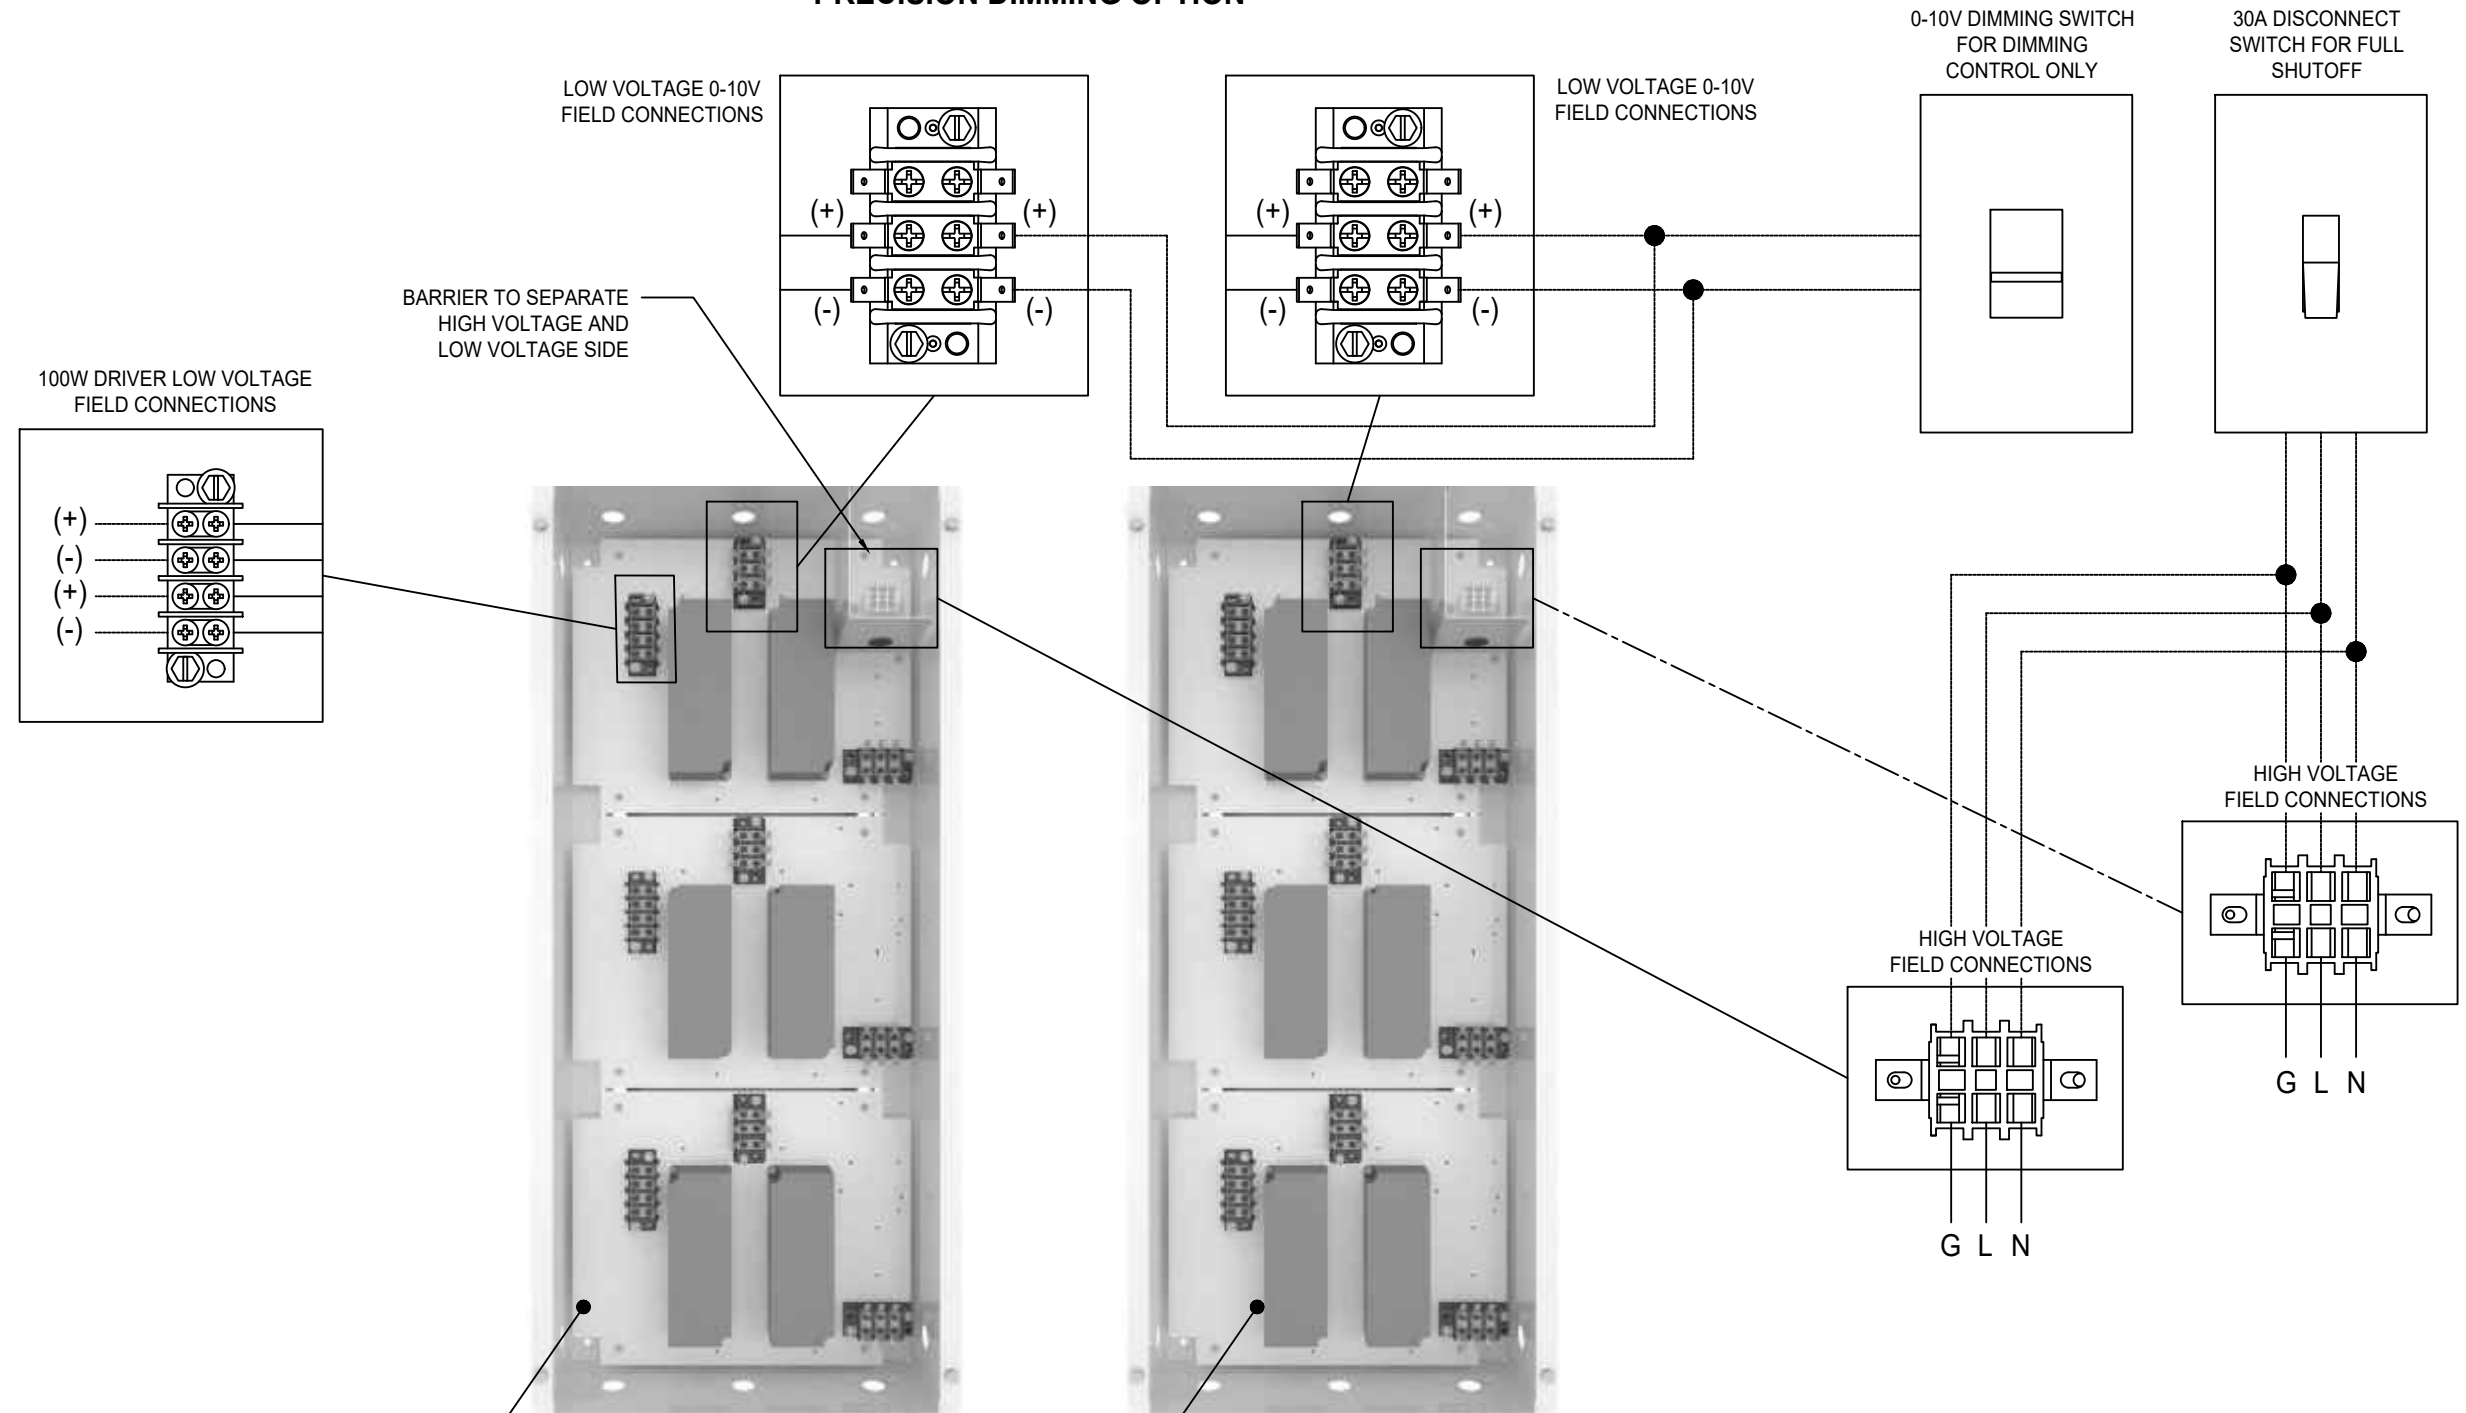 PRECISION DIMMING OPTION
0-10V DIMMING SWITCH
FOR DIMMING
CONTROL ONLY
30A DISCONNECT
SWITCH FOR FULL
SHUTOFF
LOW VOLTAGE 0-10V
FIELD CONNECTIONS
LOW VOLTAGE 0-10V
FIELD CONNECTIONS
(+)
(+)
(-)
(-)
(+)
(+)
(-)
(-)
BARRIER TO SEPARATE
HIGH VOLTAGE AND
LOW VOLTAGE SIDE
100W DRIVER LOW VOLTAGE
FIELD CONNECTIONS
(+)
(-)
(+)
(-)
HIGH VOLTAGE
FIELD CONNECTIONS
G L N
HIGH VOLTAGE
FIELD CONNECTIONS
G L N